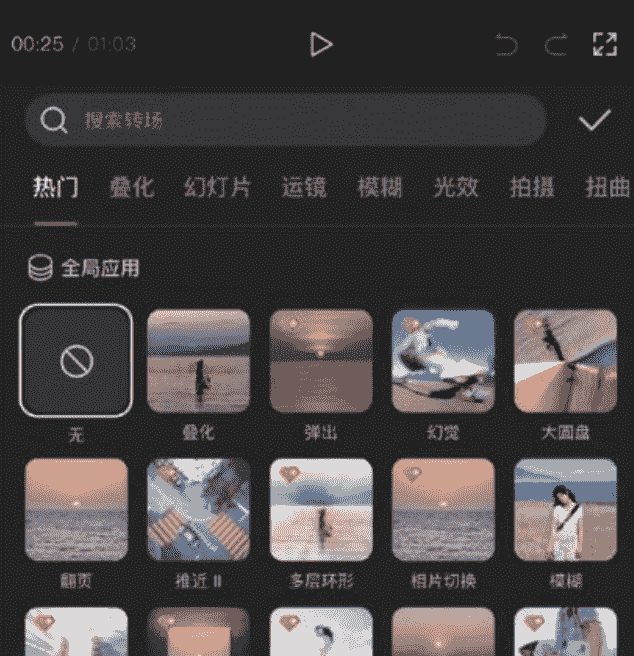 00:25 / 01:03
搜索转场
热门 叠化 幻灯片 运镜 模糊 光效 拍摄 扭曲
全局应用
无 叠化 弹出 幻觉 大圆盘
翻页 推近 II 多层环形 相片切换 模糊